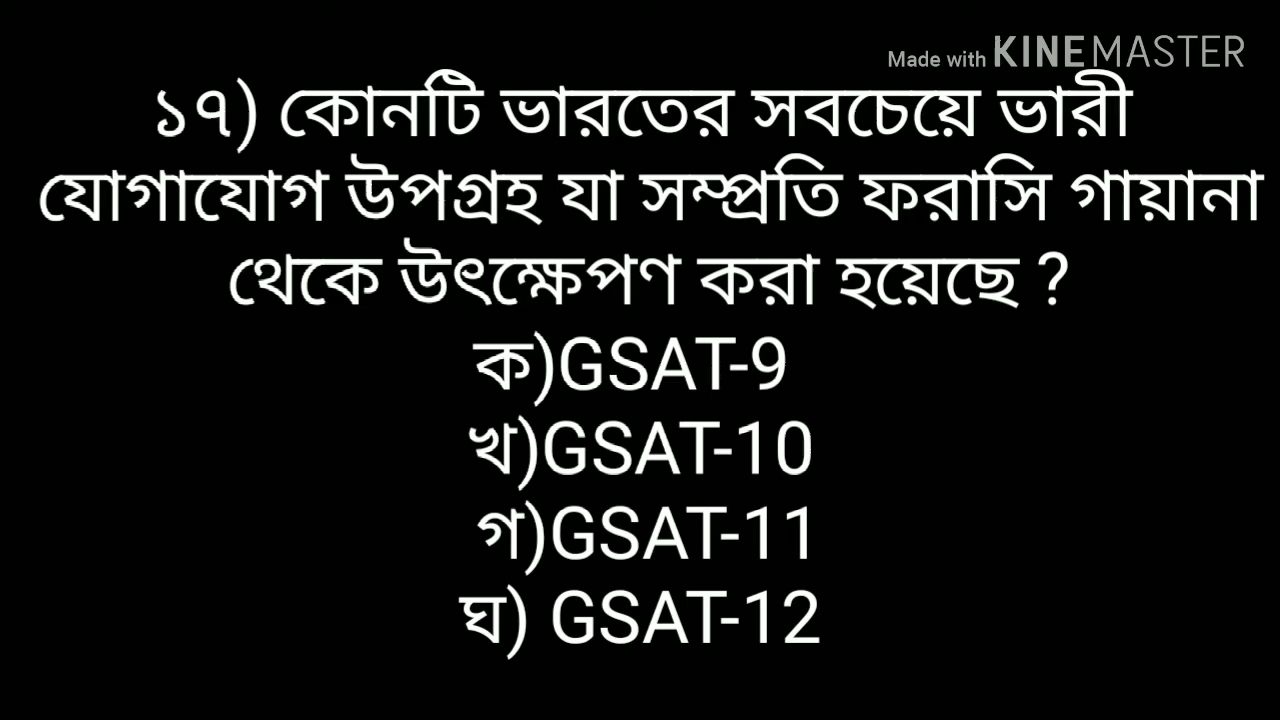 Made with KINEMASTER
১৭) কোনটি ভারতের সবচেয়ে ভারী
যোগাযোগ উপগ্রহ যা সম্প্রতি ফরাসি গায়ানা
থেকে উৎক্ষেপণ করা হয়েছে ?
ক)GSAT-9
খ)GSAT-10
গ)GSAT-11
ঘ) GSAT-12